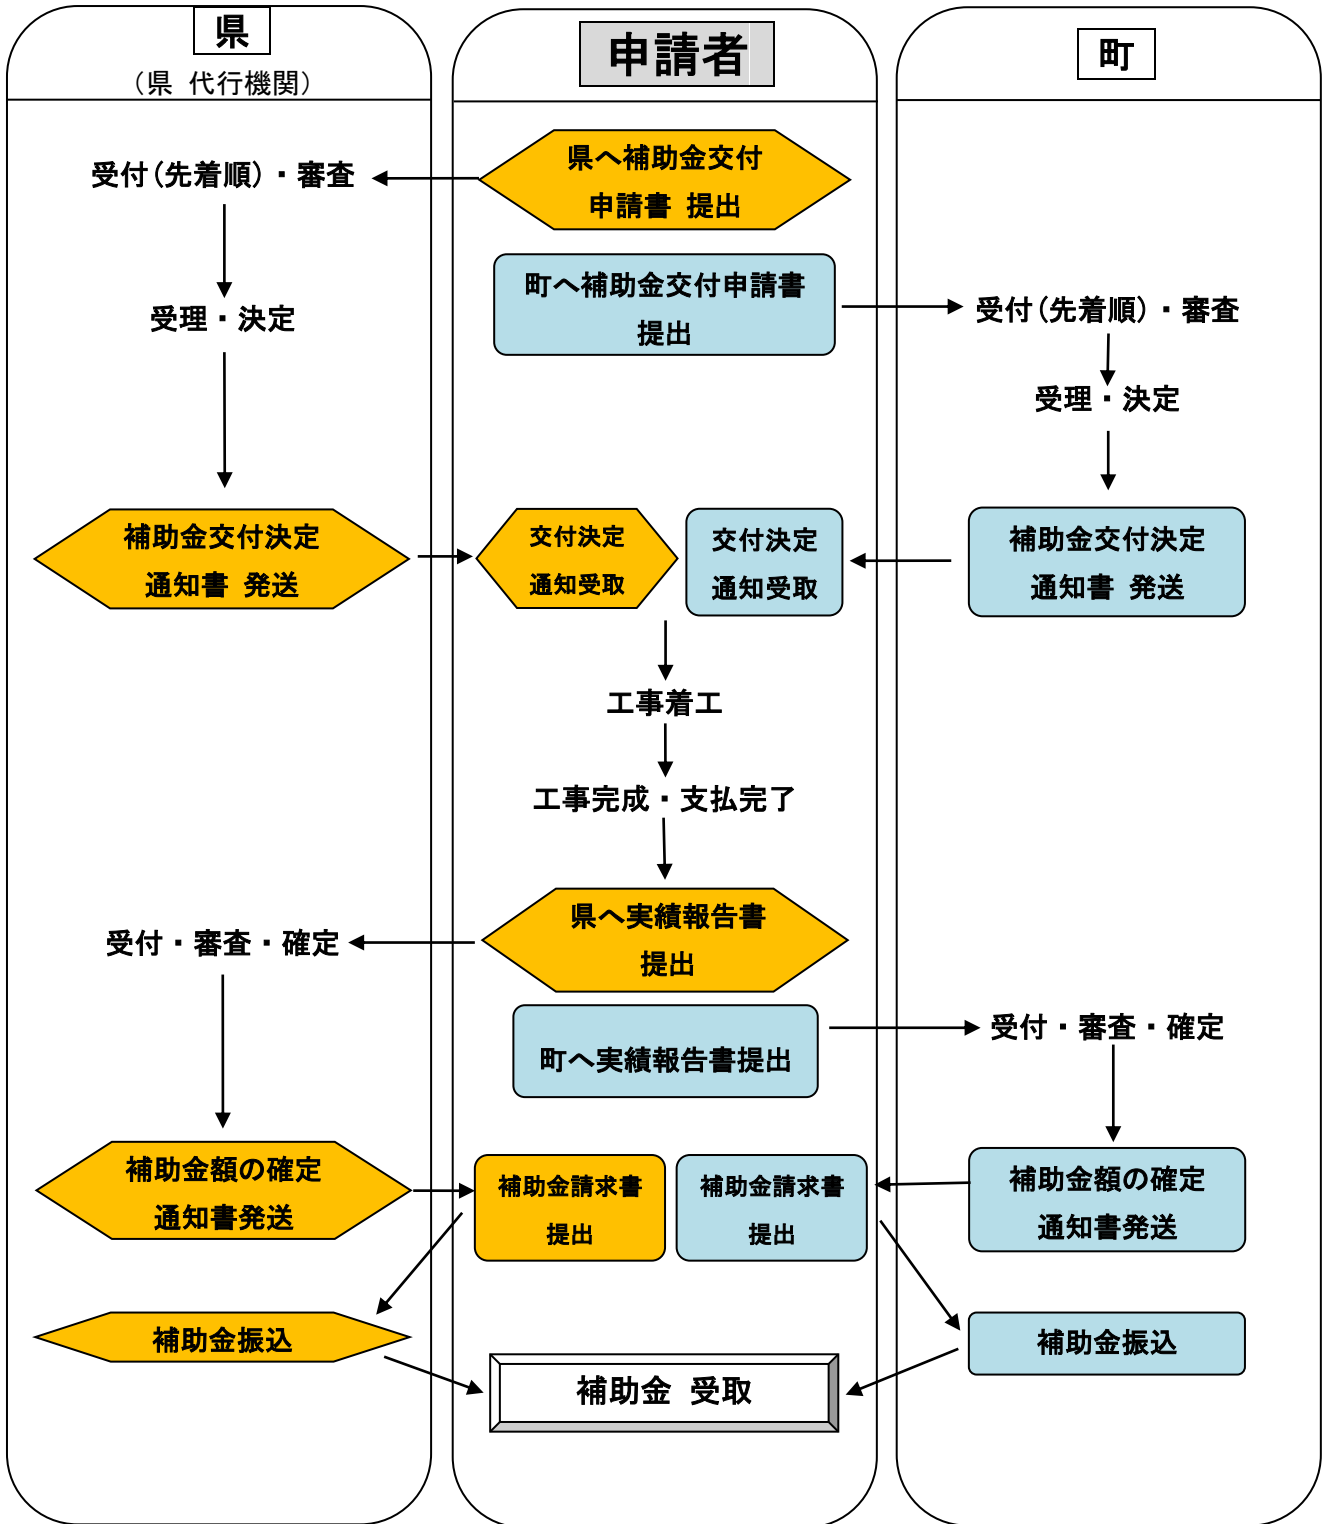 県
（県 代行機関）
申請者
町
県へ補助金交付
申請書 提出
受付（先着順）・審査
町へ補助金交付申請書
提出
受理・決定
受付（先着順）・審査
受理・決定
補助金交付決定
通知書 発送
交付決定
通知受取
交付決定
通知受取
補助金交付決定
通知書 発送
工事着工
工事完成・支払完了
県へ実績報告書
提出
受付・審査・確定
町へ実績報告書提出
受付・審査・確定
補助金額の確定
通知書発送
補助金請求書
提出
補助金請求書
提出
補助金額の確定
通知書発送
補助金振込
補助金振込
補助金 受取